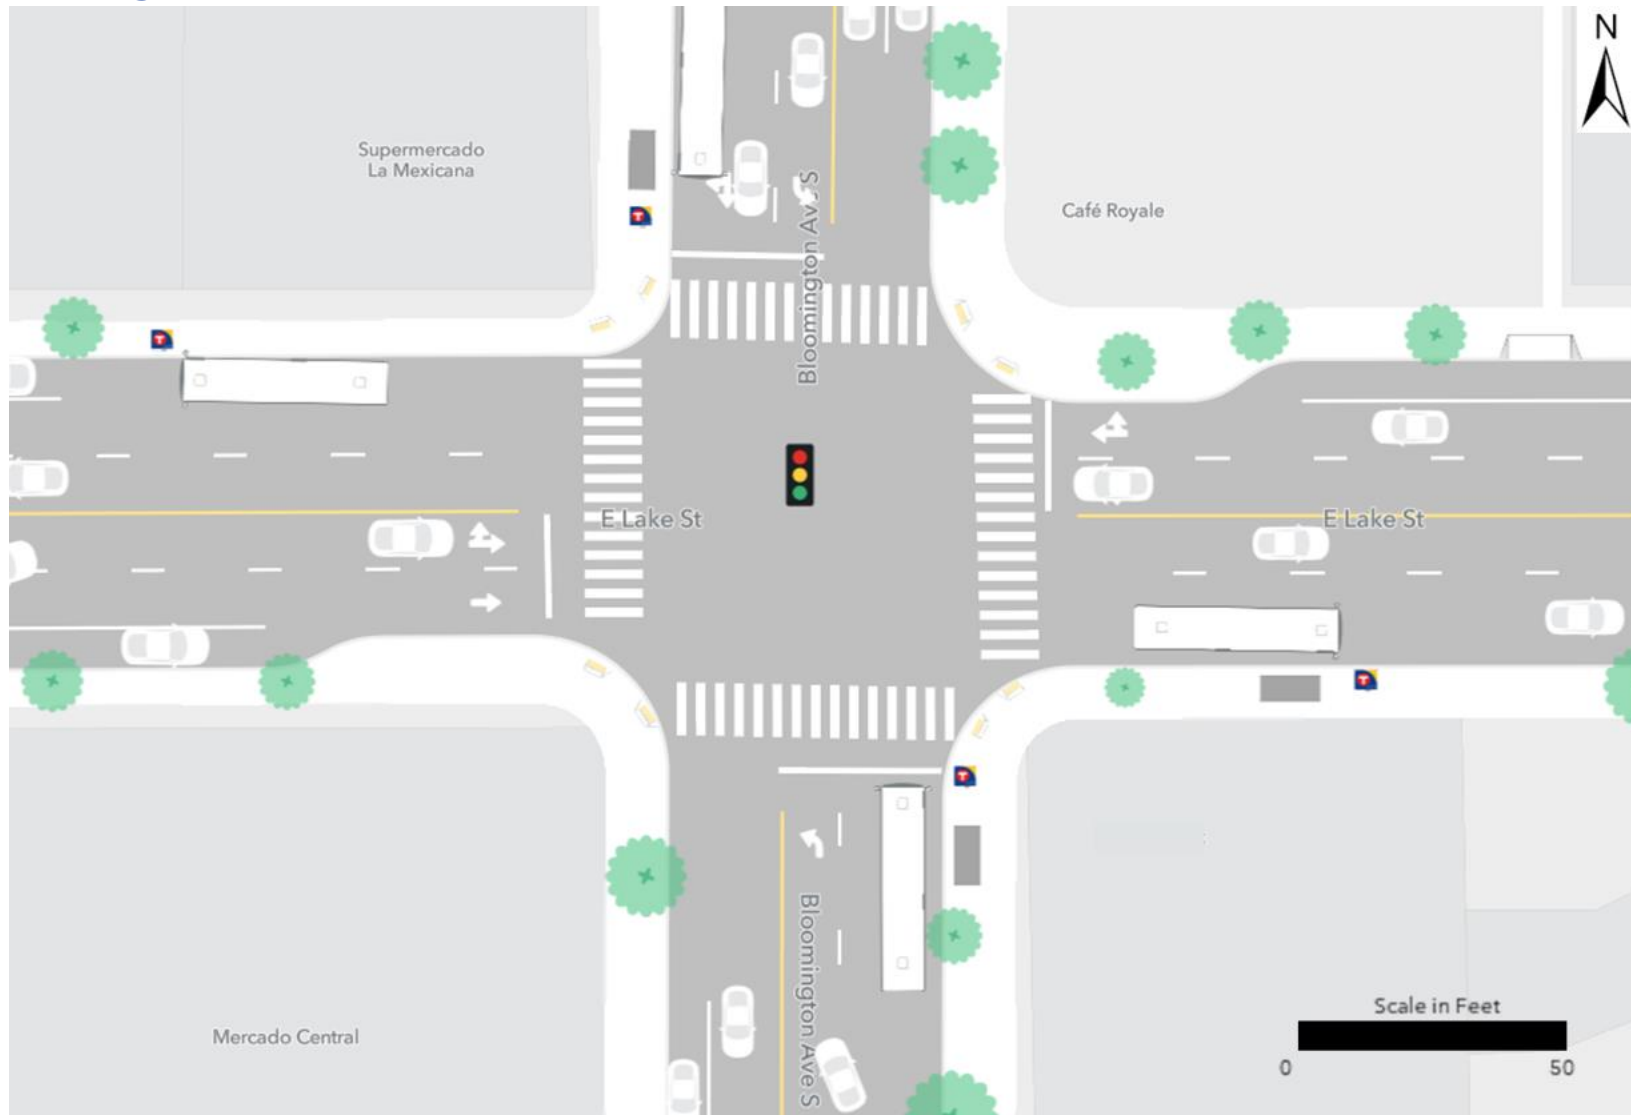 N
Supermercado
La Mexicana
Bloomington Ave S
Café Royale
T
T
E Lake St
E Lake St
T
T
Bloomington Ave S
Mercado Central
Scale in Feet
0 50